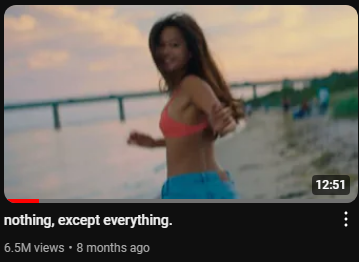 12:51
nothing, except everything.
6.5M views • 8 months ago